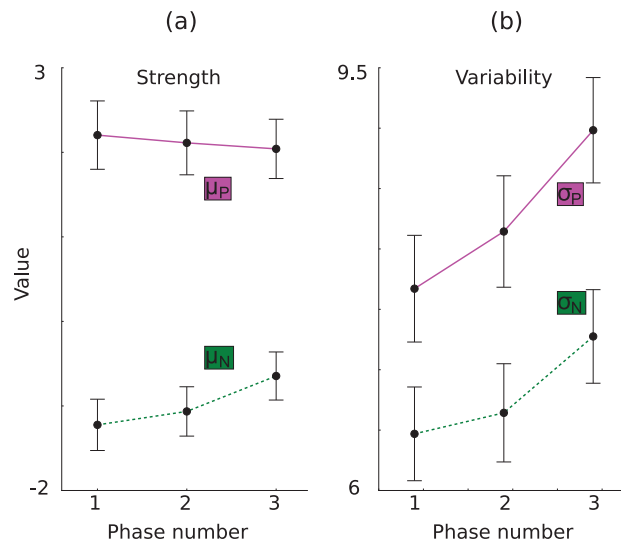 (a)
(b)
Strength
Variability
3
9.5
Value
μP
μN
σP
σN
-2
6
1 2 3
1 2 3
Phase number
Phase number